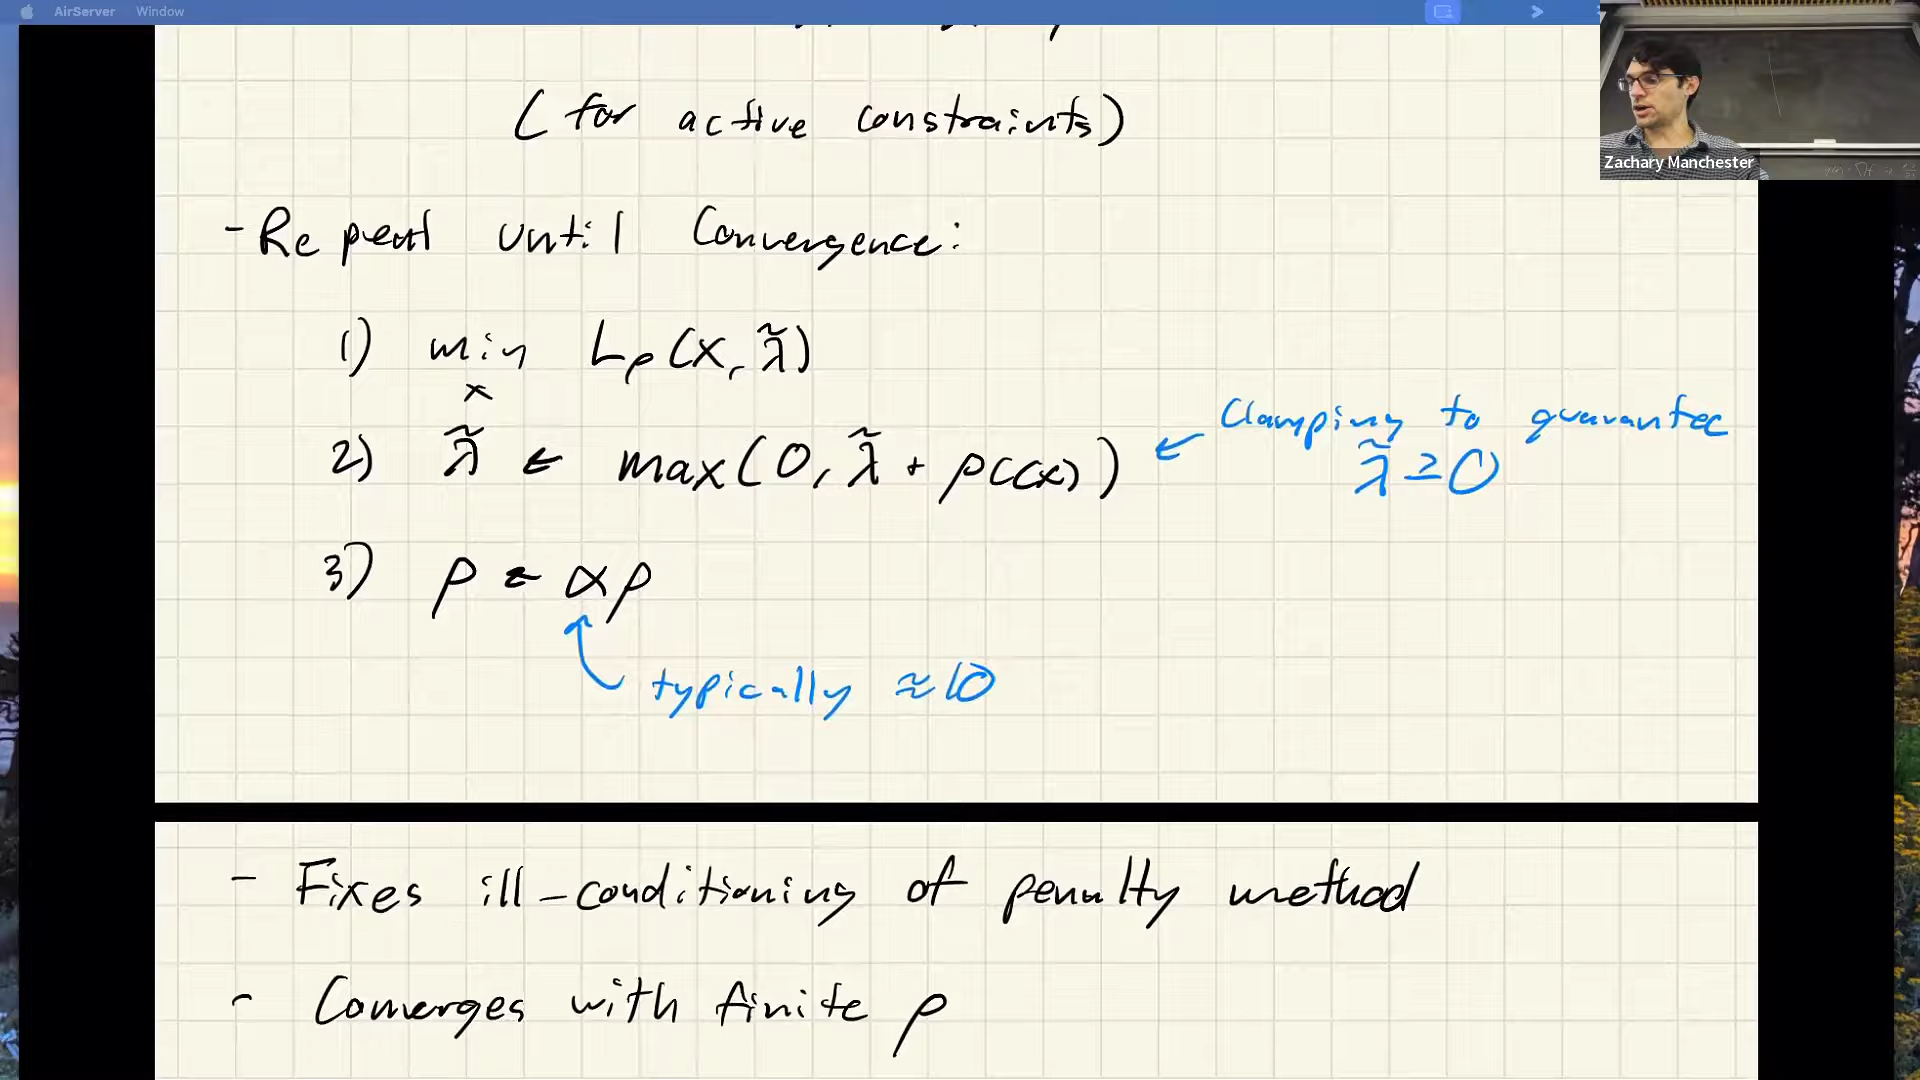 AirServer Window
(for active constraints)
Zachary Manchester
- Repeat until Convergence:
1) min L_ρ(x, λ̃)
x
2) λ̃ ← max(0, λ̃ + ρc(x)) ← Clamping to guarantee
λ̃ ≥ 0
3) ρ ← αρ
typically ≈10
- Fixes ill-conditioning of penalty method
- Converges with finite ρ